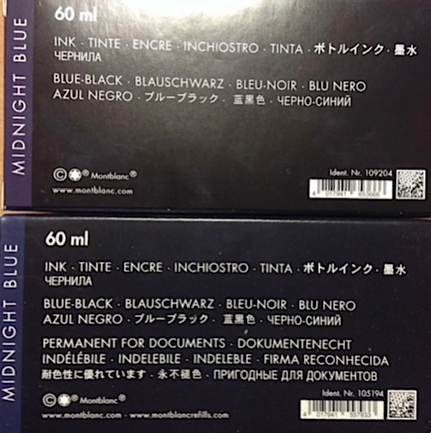 MIDNIGHT BLUE
60 ml
INK · TINTE · ENCRE · INCHIOSTRO · TINTA · ボトルインク · 墨水
ЧЕРНИЛА
BLUE-BLACK · BLAUSCHWARZ · BLEU-NOIR · BLU NERO
AZUL NEGRO · ブルーブラック · 蓝黑色 · ЧЕРНО-СИНИЙ
© ® Montblanc®
www.montblanc.com
Ident. Nr. 109204
MIDNIGHT BLUE
60 ml
INK · TINTE · ENCRE · INCHIOSTRO · TINTA · ボトルインク · 墨水
ЧЕРНИЛА
BLUE-BLACK · BLAUSCHWARZ · BLEU-NOIR · BLU NERO
AZUL NEGRO · ブルーブラック · 蓝黑色 · ЧЕРНО-СИНИЙ
PERMANENT FOR DOCUMENTS · DOKUMENTENECHT
INDÉLÉBILE · INDELEBILE · INDELEBLE · FIRMA RECONHECIDA
耐色性に優れています · 永不褪色 · ПРИГОДНЫЕ ДЛЯ ДОКУМЕНТОВ
© ® Montblanc®
www.montblanc.com · www.montblancrefills.com
Ident. Nr. 105194